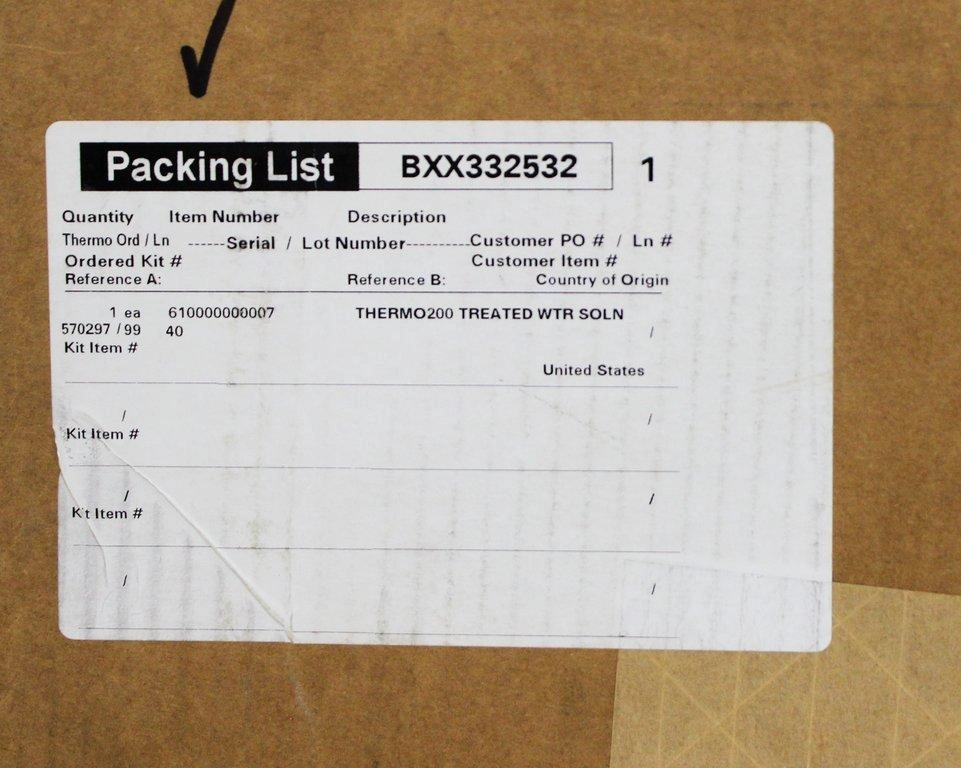 Packing List BXX332532 1
Quantity Item Number Description
Thermo Ord / Ln ------Serial / Lot Number----------Customer PO # / Ln #
Ordered Kit # Customer Item #
Reference A: Reference B: Country of Origin
1 ea 610000000007 THERMO200 TREATED WTR SOLN
570297 / 99 40 /
Kit Item #
United States
/ /
Kit Item #
/ /
Kit Item #
/ /